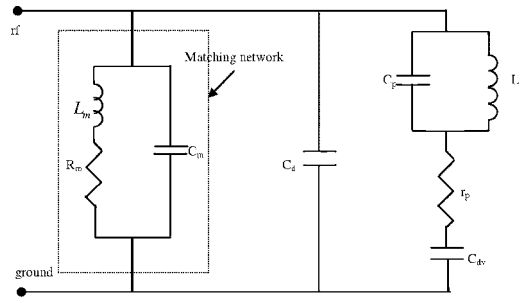 rf
Matching network
Cp
L
Lm
Rm
Cm
Cd
rp
Cdv
ground